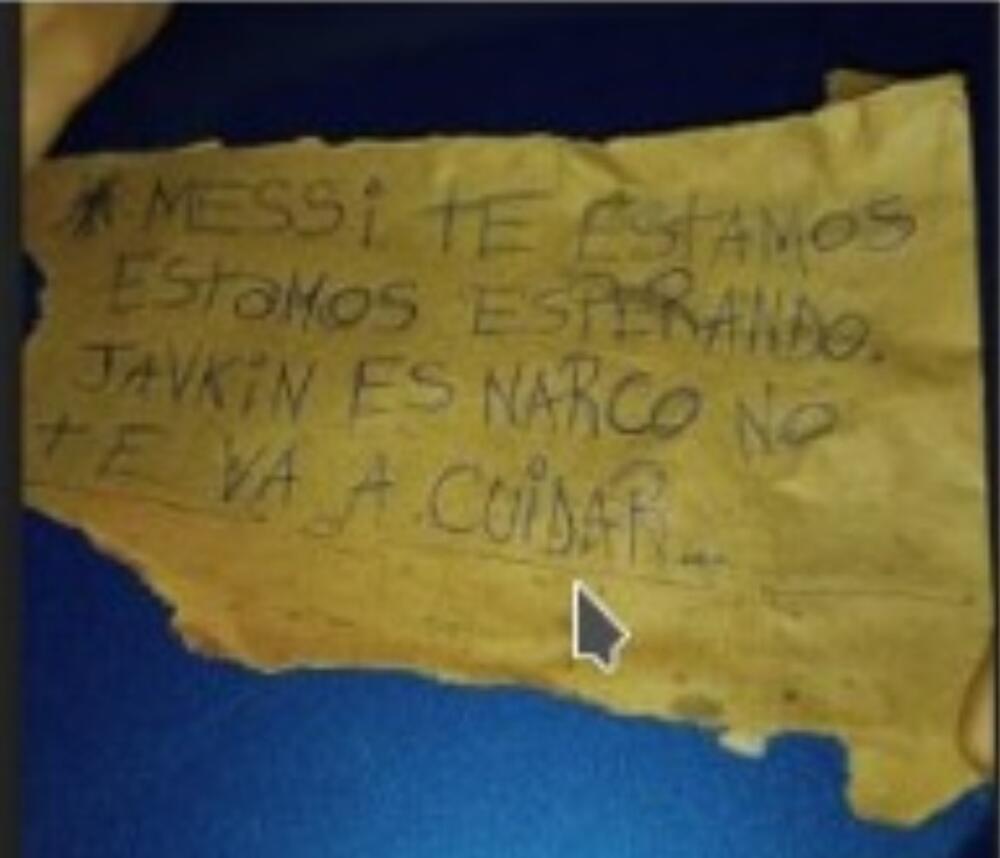 * MESSi tE EStAMOS
EStaMOS ESPERANDO.
JAVKiN ES NARCO NO
tE VA A CUiDAR...